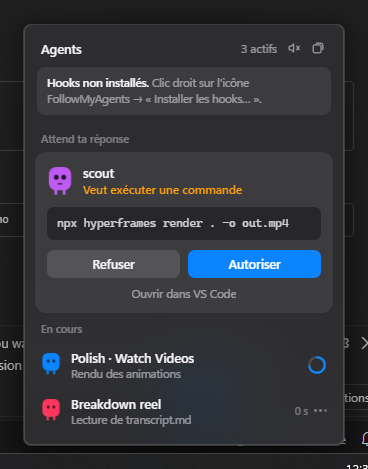 Agents
3 actifs
Hooks non installés. Clic droit sur l'icône
FollowMyAgents → « Installer les hooks... ».
Attend ta réponse
scout
Veut exécuter une commande
npx hyperframes render . -o out.mp4
Refuser
Autoriser
Ouvrir dans VS Code
En cours
Polish · Watch Videos
Rendu des animations
Breakdown reel
Lecture de transcript.md
0 s